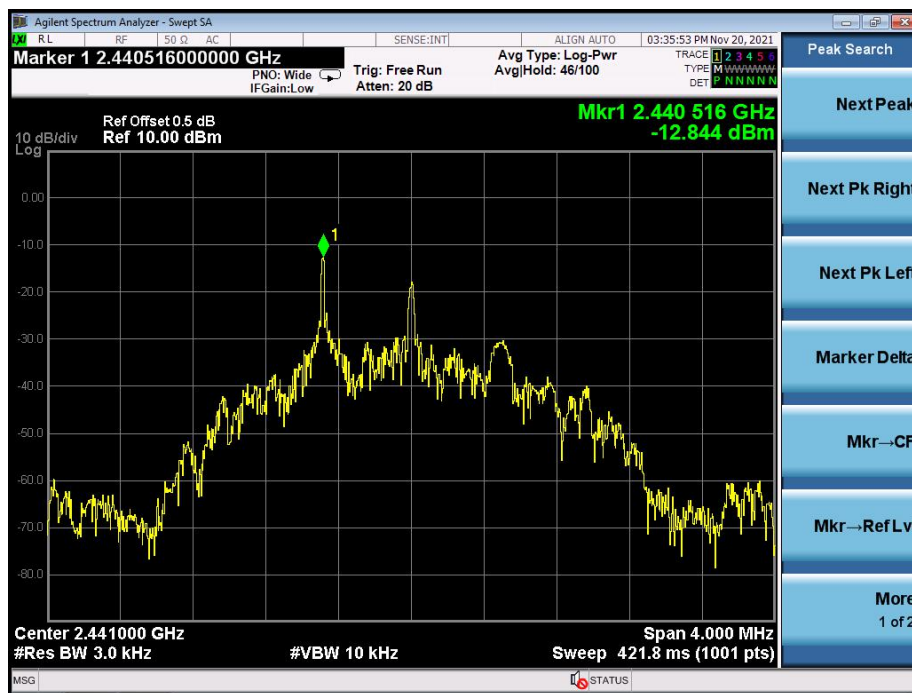 Agilent Spectrum Analyzer - Swept SA
LXI RL RF 50 Ω AC SENSE:INT ALIGN AUTO 03:35:53 PM Nov 20, 2021
Marker 1 2.440516000000 GHz
PNO: Wide
IFGain:Low
Trig: Free Run
Atten: 20 dB
Avg Type: Log-Pwr
Avg|Hold: 46/100
TRACE 1 2 3 4 5 6
TYPE M W W W W W
DET P N N N N N
Mkr1 2.440 516 GHz
-12.844 dBm
Ref Offset 0.5 dB
10 dB/div Ref 10.00 dBm
Log
0.00
1
-10.0
-20.0
-30.0
-40.0
-50.0
-60.0
-70.0
-80.0
Center 2.441000 GHz Span 4.000 MHz
#Res BW 3.0 kHz #VBW 10 kHz Sweep 421.8 ms (1001 pts)
MSG STATUS
Peak Search
Next Peak
Next Pk Right
Next Pk Left
Marker Delta
Mkr→CF
Mkr→Ref Lv
More
1 of 2